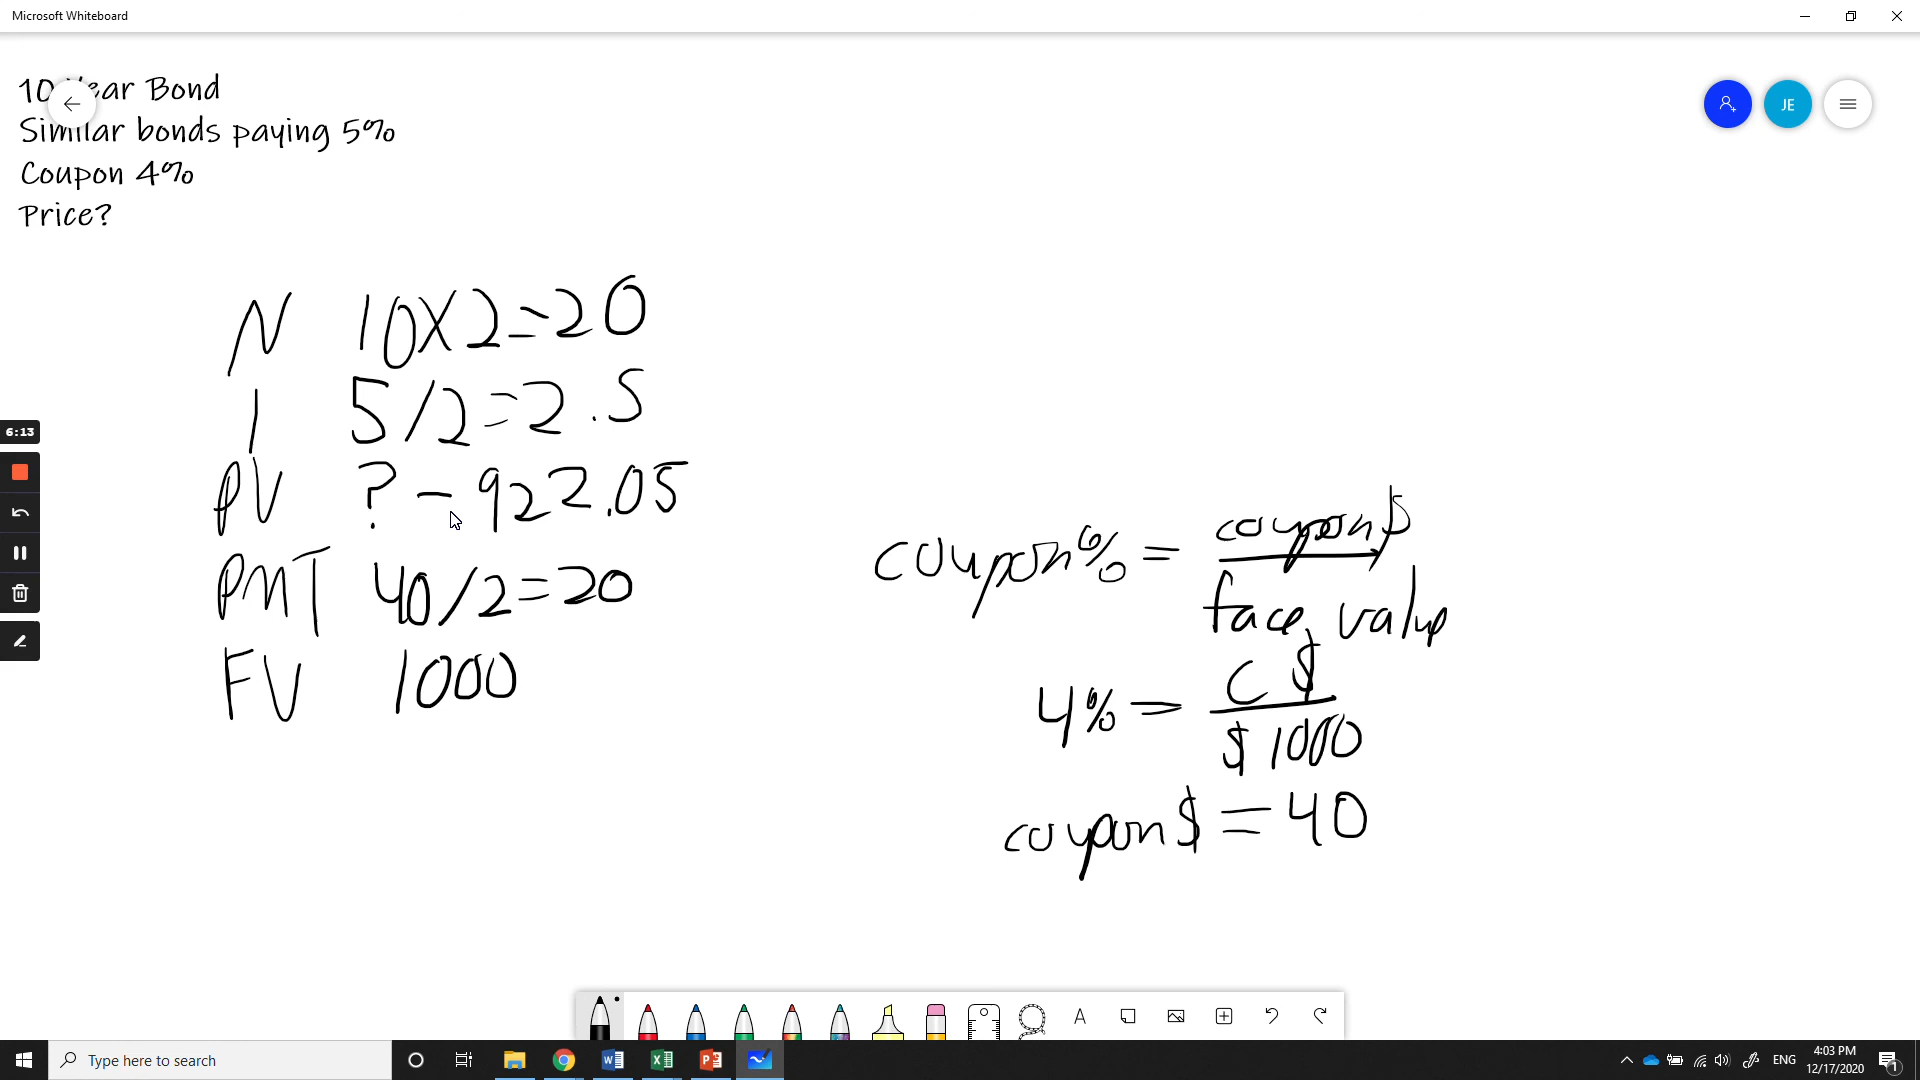 Microsoft Whiteboard
10 Year Bond
Similar bonds paying 5%
Coupon 4%
Price?
JE
N 10X2=20
I 5/2=2.5
PV ? -922.05
PMT 40/2=20
FV 1000
6:13
coupon% = coupon$
face value
4% = C $
$1000
coupon$ = 40
A
Type here to search
ENG
4:03 PM
12/17/2020
1